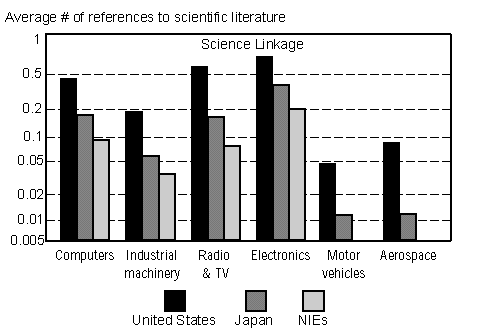 Average # of references to scientific literature
Science Linkage
1
0.5
0.2
0.1
0.05
0.02
0.01
0.005
Computers Industrial machinery Radio & TV Electronics Motor vehicles Aerospace
United States Japan NIEs